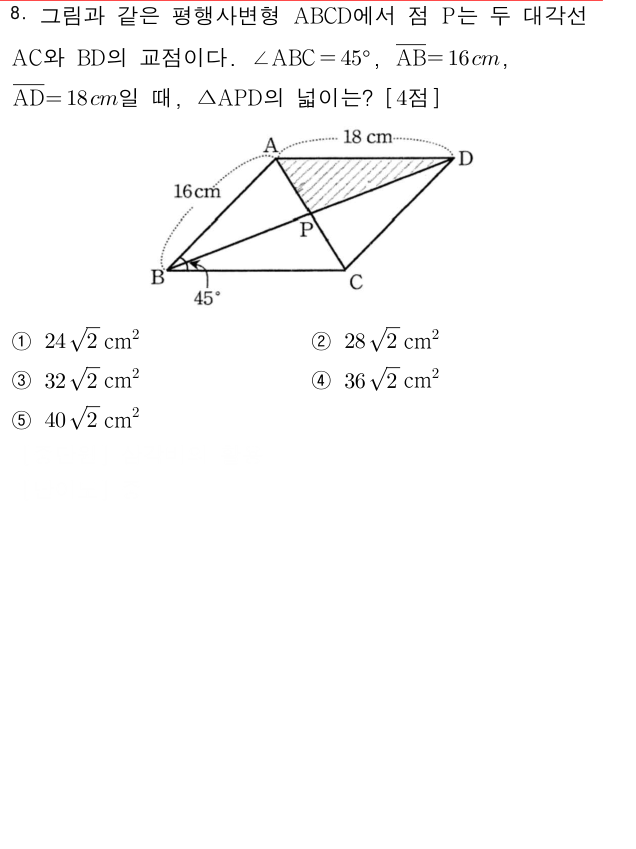 8. 그림과 같은 평행사변형 ABCD에서 점 P는 두 대각선
AC와 BD의 교점이다. ∠ABC=45°, \overline{AB}=16cm,
\overline{AD}=18cm일 때, △APD의 넓이는? [4점]
18 cm
A
D
16cm
P
B
C
45°
① 24√2 cm² ② 28√2 cm²
③ 32√2 cm² ④ 36√2 cm²
⑤ 40√2 cm²